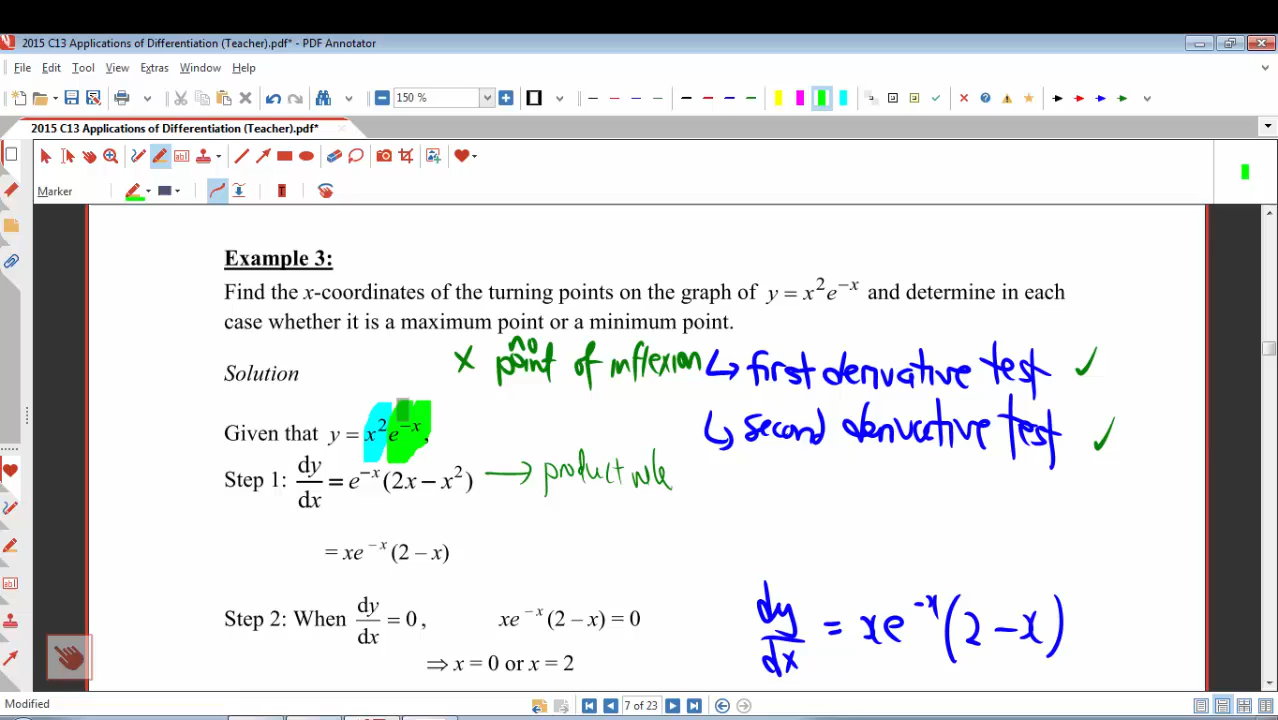 2015 C13 Applications of Differentiation (Teacher).pdf* - PDF Annotator
File Edit Tool View Extras Window Help
150 %
2015 C13 Applications of Differentiation (Teacher).pdf*
Marker
Example 3:
Find the x-coordinates of the turning points on the graph of y = x²e⁻ˣ and determine in each
case whether it is a maximum point or a minimum point.
no
x point of inflexion ↳ first derivative test ✓
Solution
↳ second derivative test ✓
Given that y = x²e⁻ˣ,
Step 1: dy/dx = e⁻ˣ(2x − x²) → product rule
= xe⁻ˣ(2 − x)
Step 2: When dy/dx = 0, xe⁻ˣ(2 − x) = 0
dy/dx = xe⁻ˣ(2 − x)
⇒ x = 0 or x = 2
Modified
7 of 23